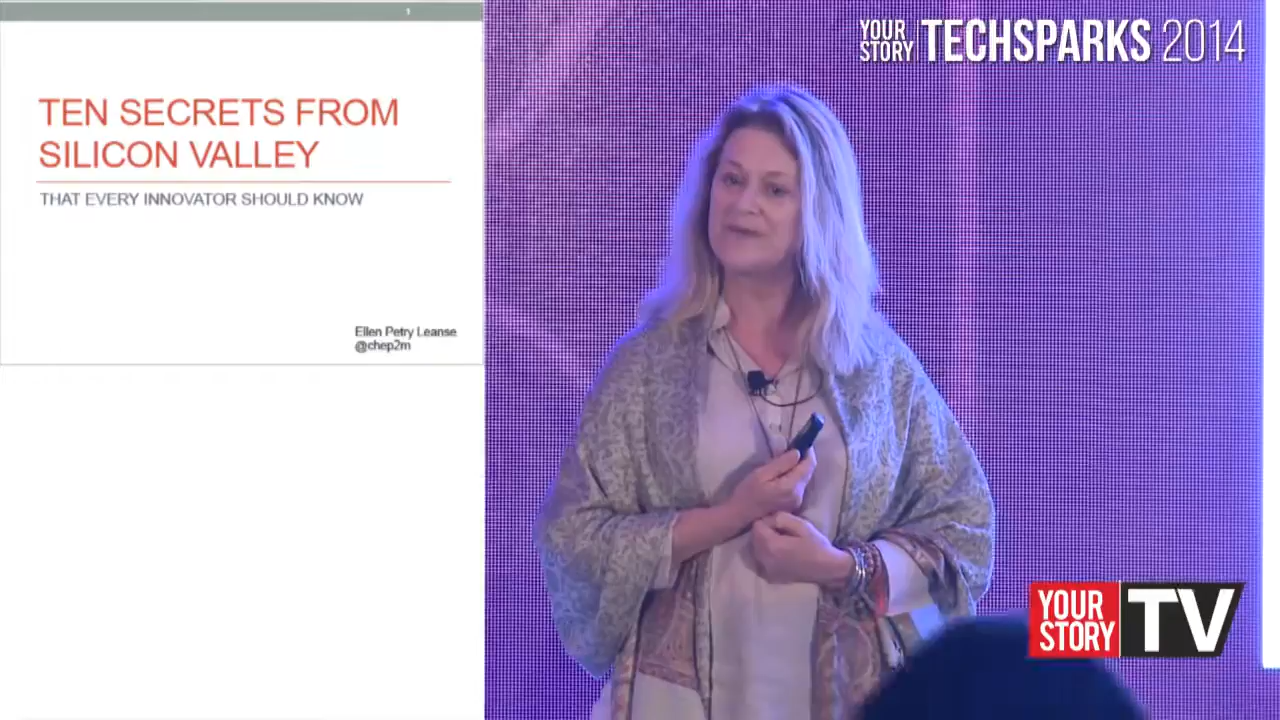 1
TEN SECRETS FROM
SILICON VALLEY
THAT EVERY INNOVATOR SHOULD KNOW
Ellen Petry Leanse
@chep2m
YOUR STORY TECHSPARKS 2014
YOUR STORY TV